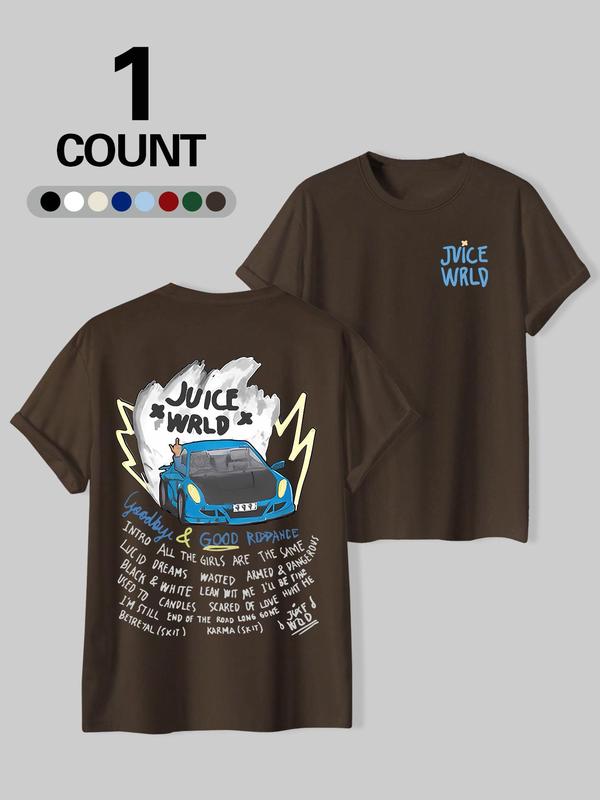 1
COUNT
JUICE
WRLD
JUICE
WRLD
999
Goodbye & GOOD RIDDANCE
INTRO ALL THE GIRLS ARE THE SAME
LUCID DREAMS WASTED ARMED & DANGEROUS
BLACK & WHITE LEAN WIT ME I'LL BE FINE
USED TO CANDLES SCARED OF LOVE HURT ME
I'M STILL END OF THE ROAD LONG GONE
BETRETAL (SKIT) KARMA (SKIT)